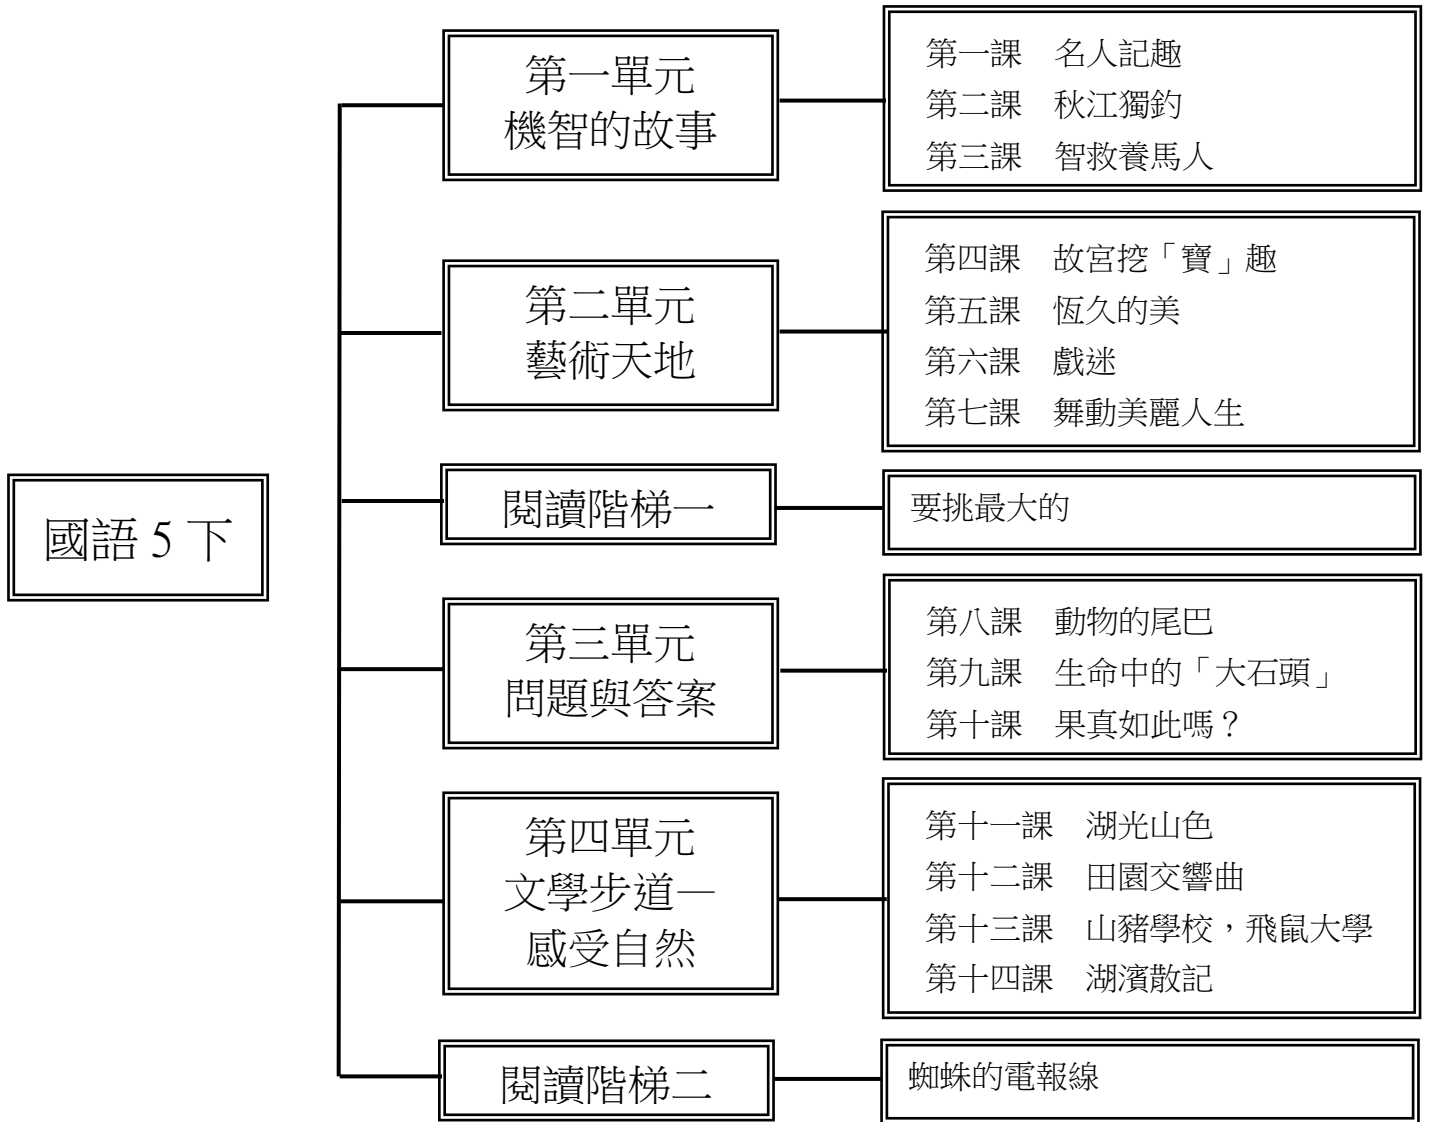 國語 5 下
第一單元
機智的故事
第一課　名人記趣
第二課　秋江獨釣
第三課　智救養馬人
第二單元
藝術天地
第四課　故宮挖「寶」趣
第五課　恆久的美
第六課　戲迷
第七課　舞動美麗人生
閱讀階梯一
要挑最大的
第三單元
問題與答案
第八課　動物的尾巴
第九課　生命中的「大石頭」
第十課　果真如此嗎？
第四單元
文學步道—
感受自然
第十一課　湖光山色
第十二課　田園交響曲
第十三課　山豬學校，飛鼠大學
第十四課　湖濱散記
閱讀階梯二
蜘蛛的電報線